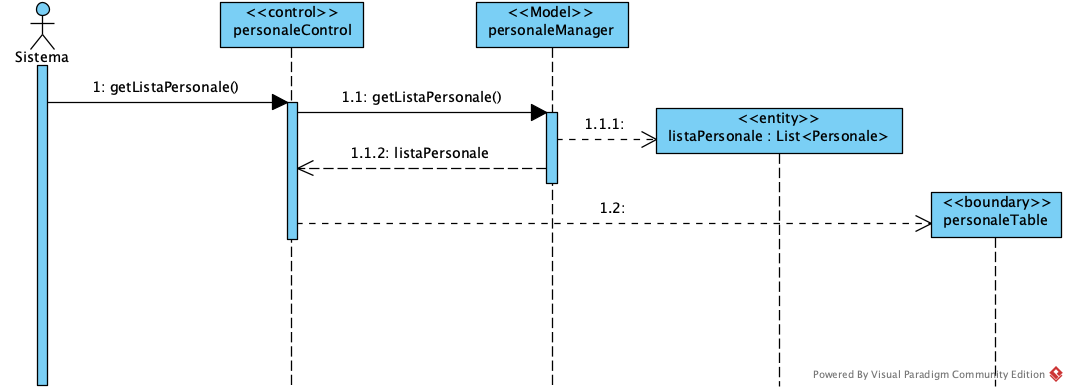 <<control>>
personaleControl
<<Model>>
personaleManager
Sistema
1: getListaPersonale()
1.1: getListaPersonale()
<<entity>>
listaPersonale : List<Personale>
1.1.1:
1.1.2: listaPersonale
<<boundary>>
personaleTable
1.2:
Powered By Visual Paradigm Community Edition